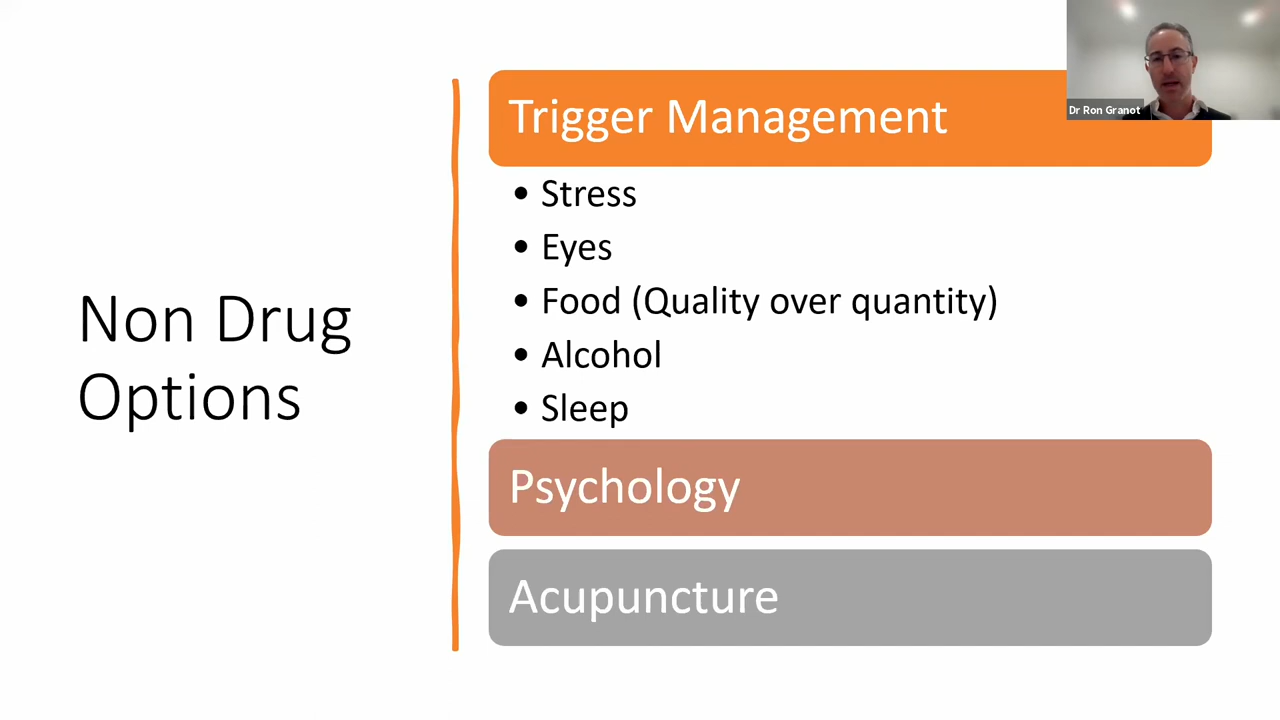 Dr Ron Granot
Non Drug
Options
Trigger Management
• Stress
• Eyes
• Food (Quality over quantity)
• Alcohol
• Sleep
Psychology
Acupuncture